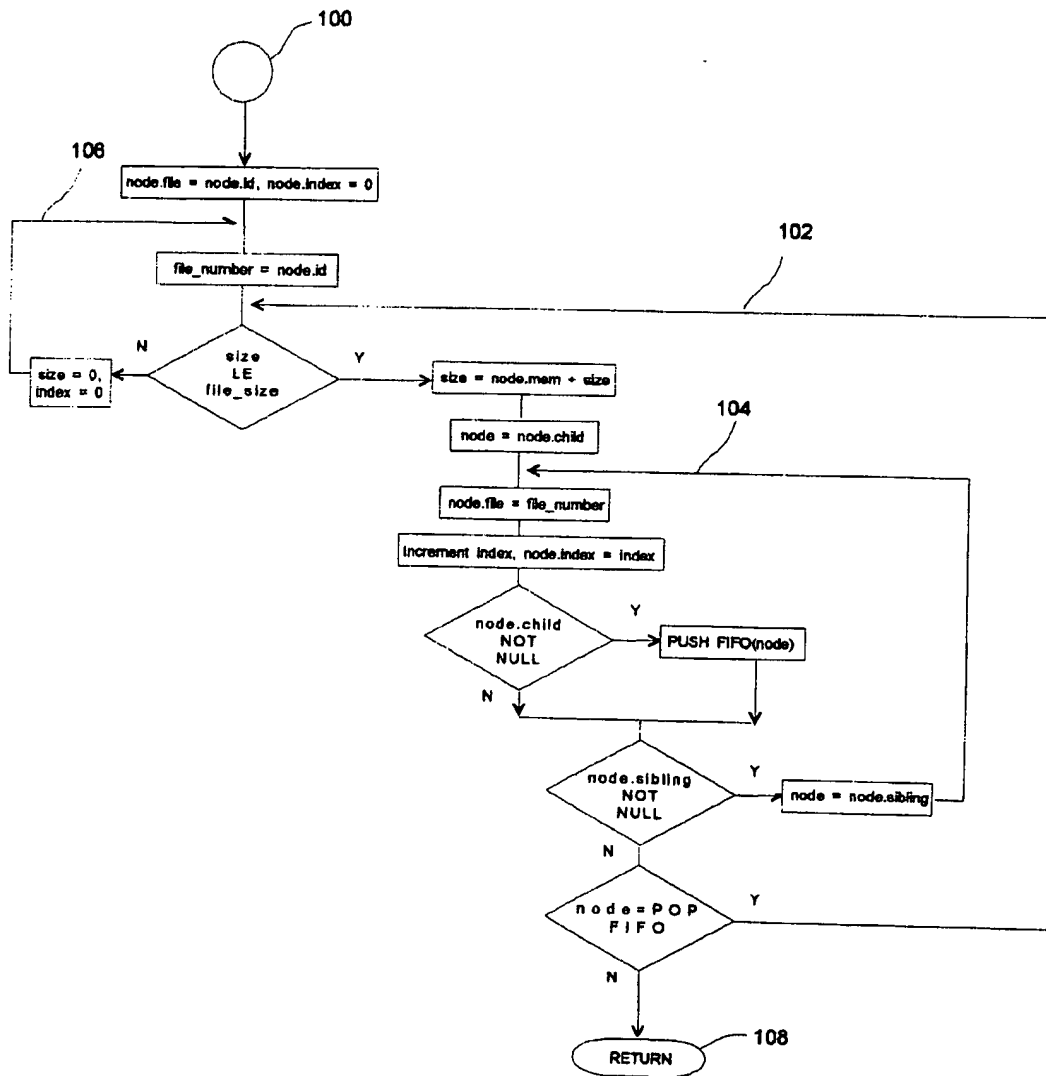 100
106
node.file = node.id, node.index = 0
102
file_number = node.id
N
size
LE
file_size
Y
size = 0,
index = 0
size = node.mem + size
node = node.child
104
node.file = file_number
Increment index, node.index = index
node.child
NOT
NULL
Y
PUSH FIFO(node)
N
node.sibling
NOT
NULL
Y
node = node.sibling
N
node=POP
FIFO
Y
N
RETURN
108